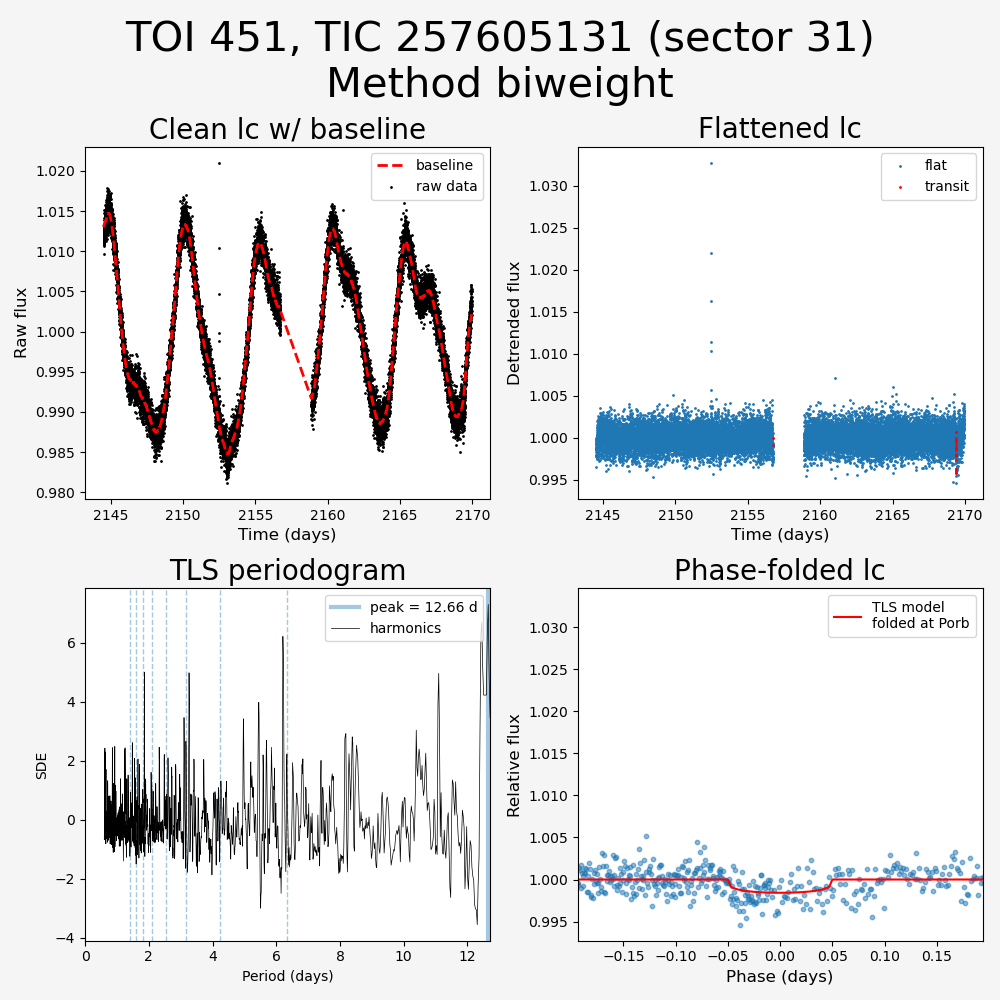 TOI 451, TIC 257605131 (sector 31)
Method biweight
Clean lc w/ baseline
baseline
raw data
1.020
1.015
1.010
1.005
1.000
0.995
0.990
0.985
0.980
Raw flux
2145 2150 2155 2160 2165 2170
Time (days)
Flattened lc
flat
transit
1.030
1.025
1.020
1.015
1.010
1.005
1.000
0.995
Detrended flux
2145 2150 2155 2160 2165 2170
Time (days)
TLS periodogram
peak = 12.66 d
harmonics
6
4
2
0
−2
−4
SDE
0 2 4 6 8 10 12
Period (days)
Phase-folded lc
TLS model
folded at Porb
1.030
1.025
1.020
1.015
1.010
1.005
1.000
0.995
Relative flux
−0.15 −0.10 −0.05 0.00 0.05 0.10 0.15
Phase (days)